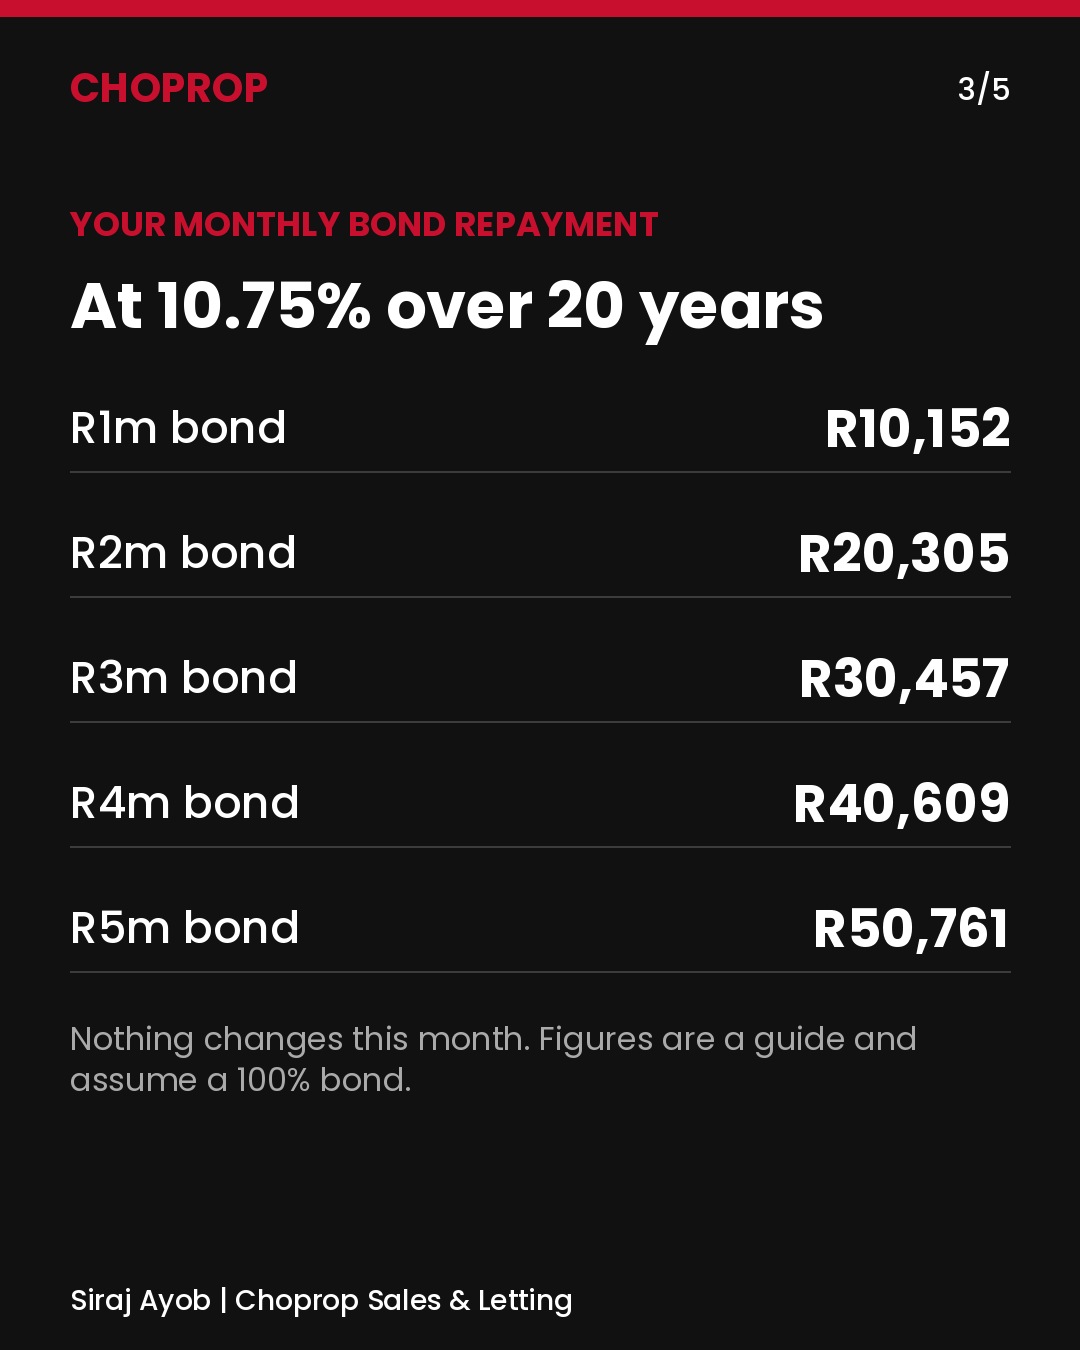 CHOPROP
3/5
YOUR MONTHLY BOND REPAYMENT
At 10.75% over 20 years
R1m bond R10,152
R2m bond R20,305
R3m bond R30,457
R4m bond R40,609
R5m bond R50,761
Nothing changes this month. Figures are a guide and
assume a 100% bond.
Siraj Ayob | Choprop Sales & Letting